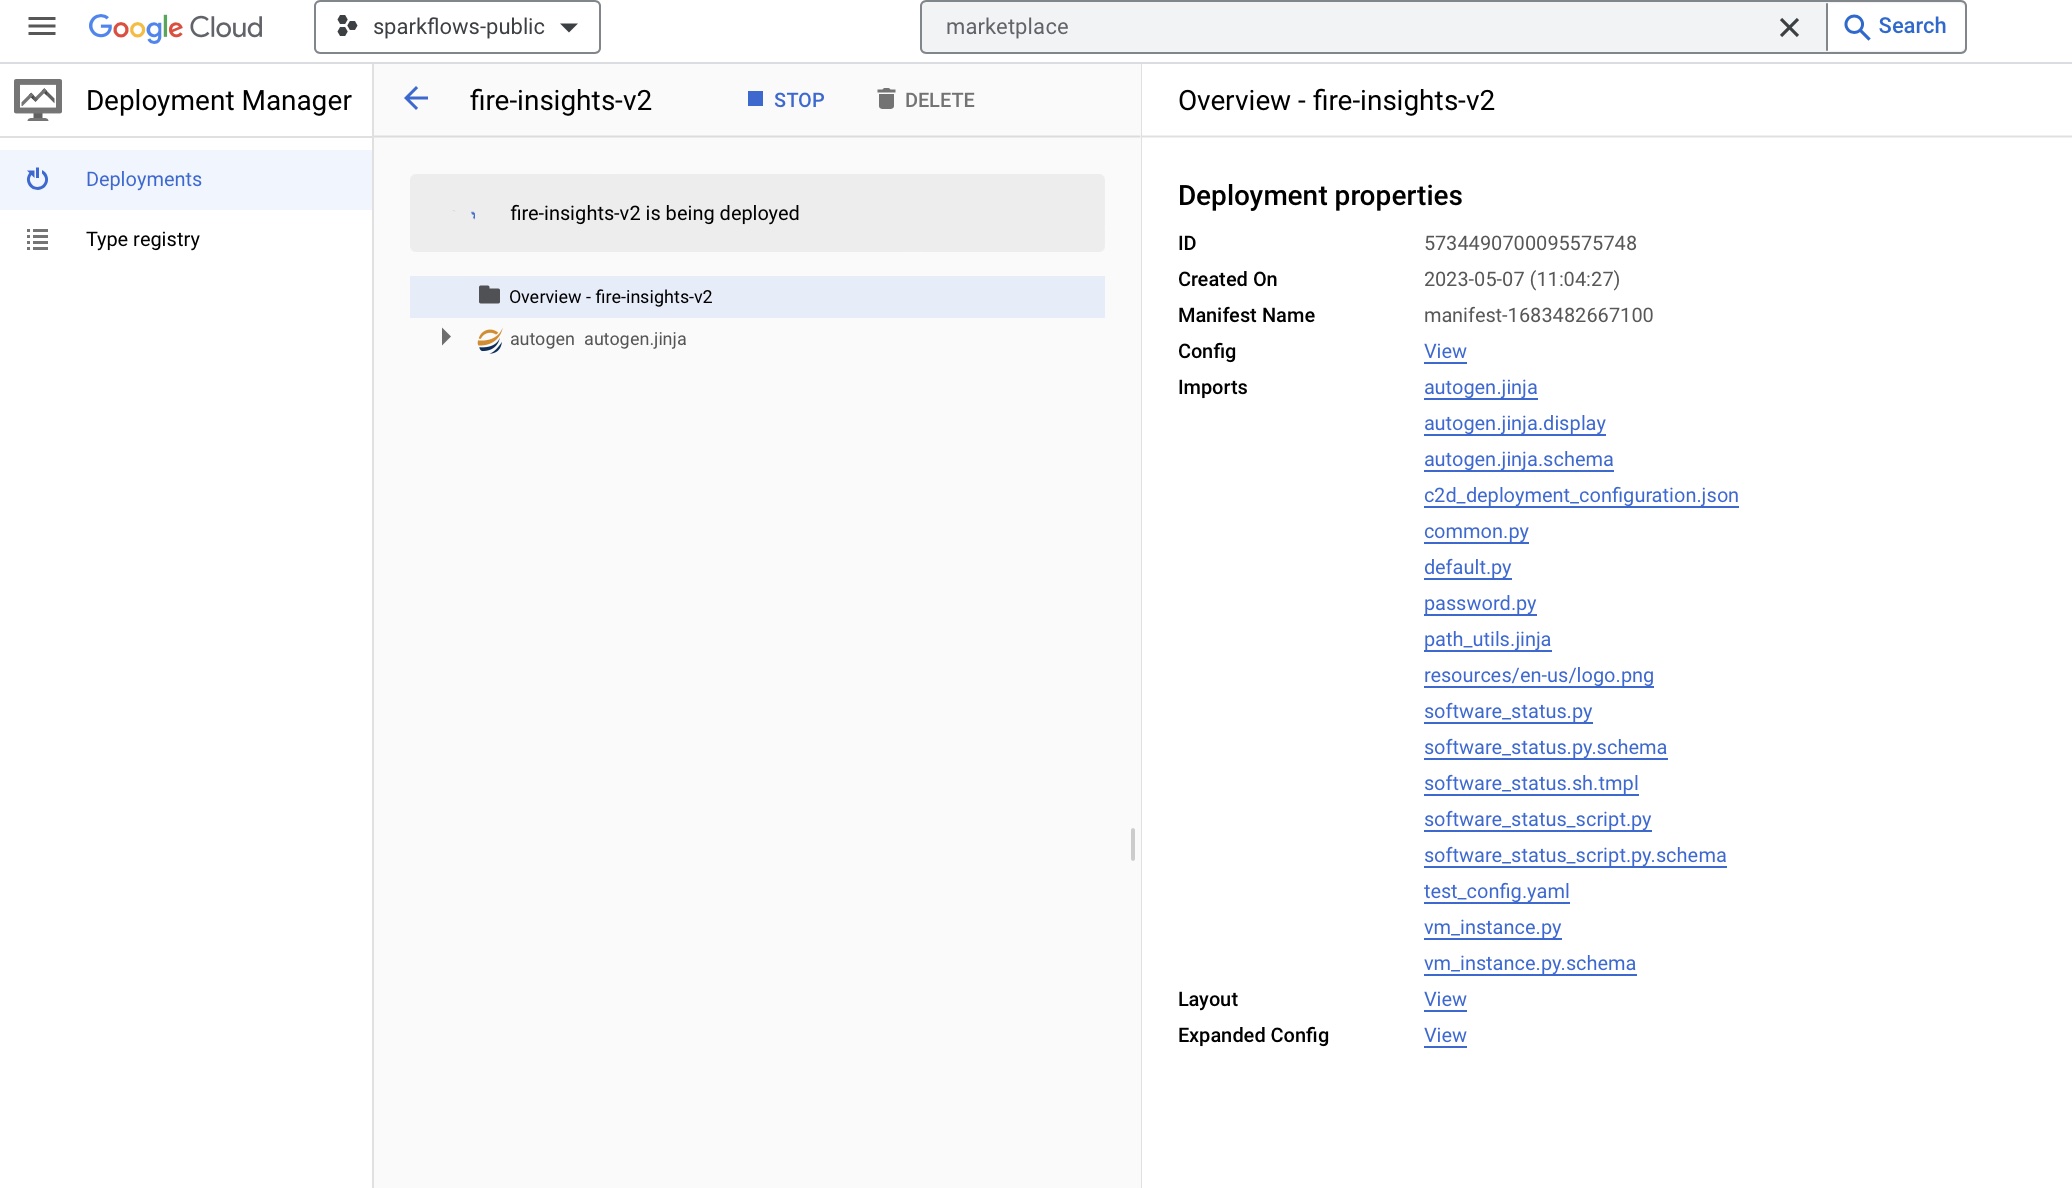 Google Cloud
sparkflows-public
marketplace
Search
Deployment Manager
Deployments
Type registry
fire-insights-v2
STOP
DELETE
fire-insights-v2 is being deployed
Overview - fire-insights-v2
autogen autogen.jinja
Overview - fire-insights-v2
Deployment properties
ID 5734490700095575748
Created On 2023-05-07 (11:04:27)
Manifest Name manifest-1683482667100
Config View
Imports autogen.jinja
autogen.jinja.display
autogen.jinja.schema
c2d_deployment_configuration.json
common.py
default.py
password.py
path_utils.jinja
resources/en-us/logo.png
software_status.py
software_status.py.schema
software_status.sh.tmpl
software_status_script.py
software_status_script.py.schema
test_config.yaml
vm_instance.py
vm_instance.py.schema
Layout View
Expanded Config View